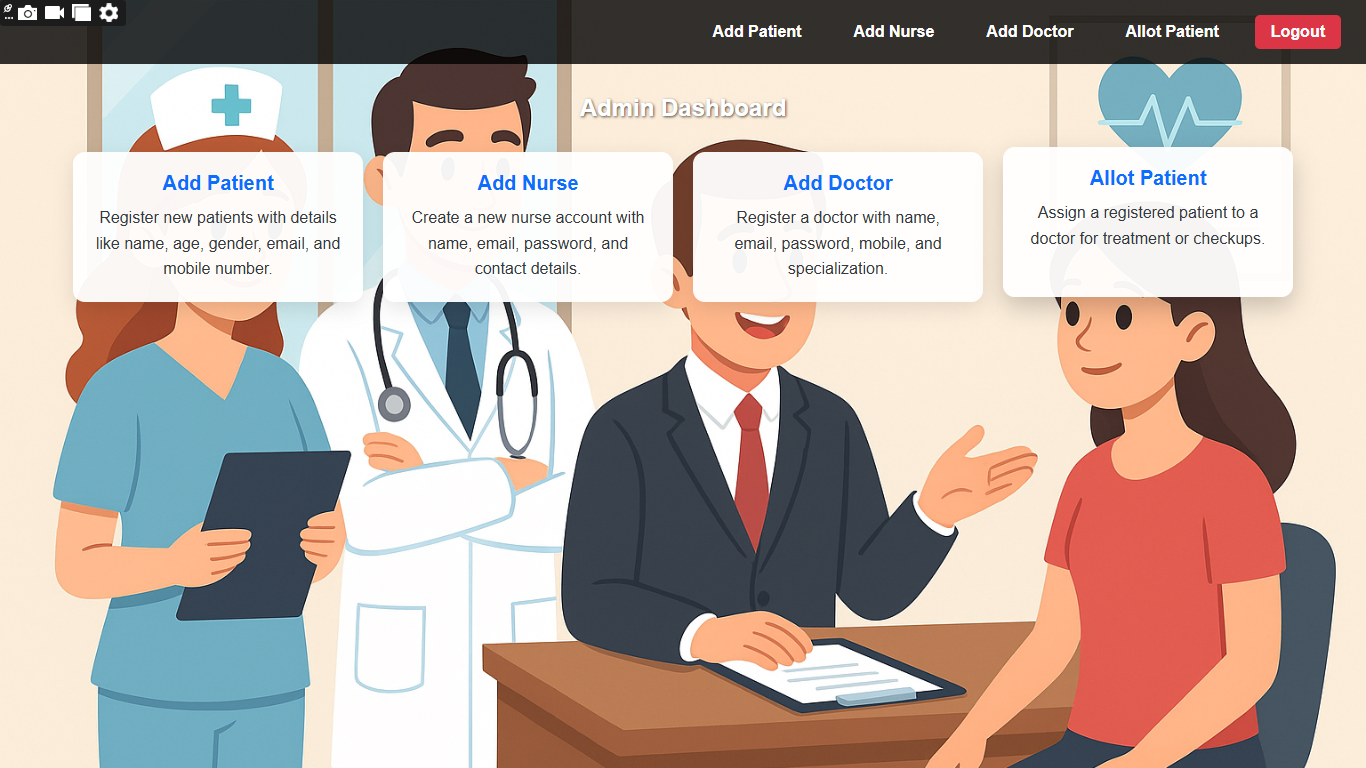 Add Patient Add Nurse Add Doctor Allot Patient Logout
Admin Dashboard
Add Patient
Register new patients with details
like name, age, gender, email, and
mobile number.
Add Nurse
Create a new nurse account with
name, email, password, and
contact details.
Add Doctor
Register a doctor with name,
email, password, mobile, and
specialization.
Allot Patient
Assign a registered patient to a
doctor for treatment or checkups.